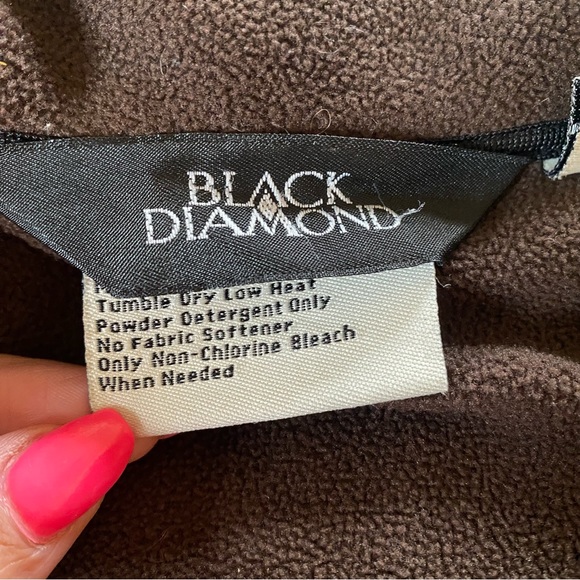 BLACK
DIAMOND
Tumble Dry Low Heat
Powder Detergent Only
No Fabric Softener
Only Non-Chlorine Bleach
When Needed